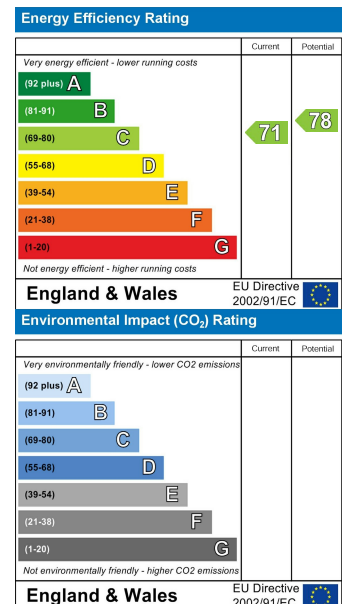 Energy Efficiency Rating
Current Potential
Very energy efficient - lower running costs
(92 plus) A
(81-91) B
(69-80) C
(55-68) D
(39-54) E
(21-38) F
(1-20) G
71
78
Not energy efficient - higher running costs
England & Wales
EU Directive
2002/91/EC
Environmental Impact (CO₂) Rating
Current Potential
Very environmentally friendly - lower CO2 emissions
(92 plus) A
(81-91) B
(69-80) C
(55-68) D
(39-54) E
(21-38) F
(1-20) G
Not environmentally friendly - higher CO2 emissions
England & Wales
EU Directive
2002/91/EC